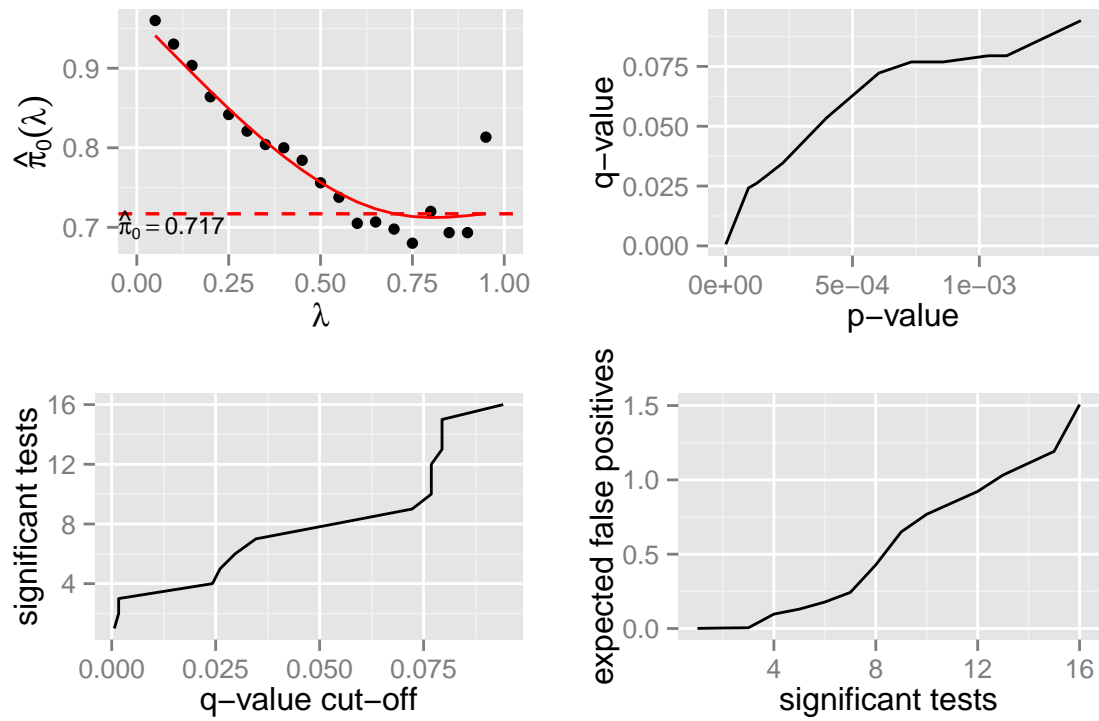 0.9
0.8
0.7
π̂₀(λ)
π̂₀ = 0.717
0.00 0.25 0.50 0.75 1.00
λ
0.075
0.050
0.025
0.000
q−value
0e+00 5e−04 1e−03
p−value
16
12
8
4
significant tests
0.000 0.025 0.050 0.075
q−value cut−off
1.5
1.0
0.5
0.0
expected false positives
4 8 12 16
significant tests